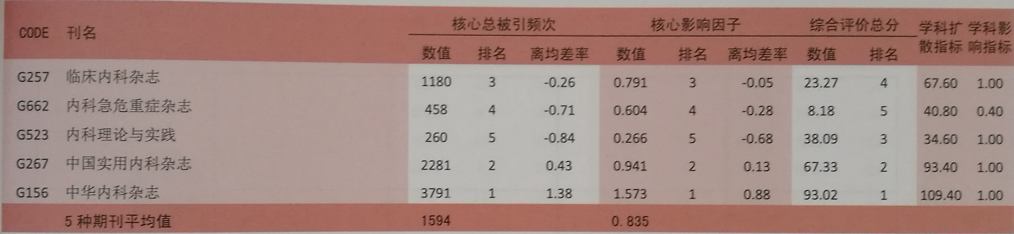 CODE 刊名 核心总被引频次 核心影响因子 综合评价总分 学科扩散指标 学科影响指标
数值 排名 离均差率 数值 排名 离均差率 数值 排名
G257 临床内科杂志 1180 3 -0.26 0.791 3 -0.05 23.27 4 67.60 1.00
G662 内科急危重症杂志 458 4 -0.71 0.604 4 -0.28 8.18 5 40.80 0.40
G523 内科理论与实践 260 5 -0.84 0.266 5 -0.68 38.09 3 34.60 1.00
G267 中国实用内科杂志 2281 2 0.43 0.941 2 0.13 67.33 2 93.40 1.00
G156 中华内科杂志 3791 1 1.38 1.573 1 0.88 93.02 1 109.40 1.00
5种期刊平均值 1594 0.835